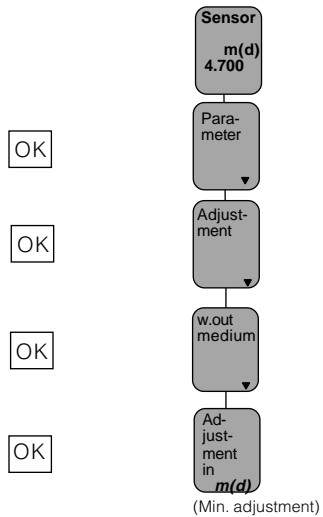 Sensor
m(d)
4.700
OK
Para-
meter
OK
Adjust-
ment
OK
w.out
medium
OK
Ad-
just-
ment
in
m(d)
(Min. adjustment)